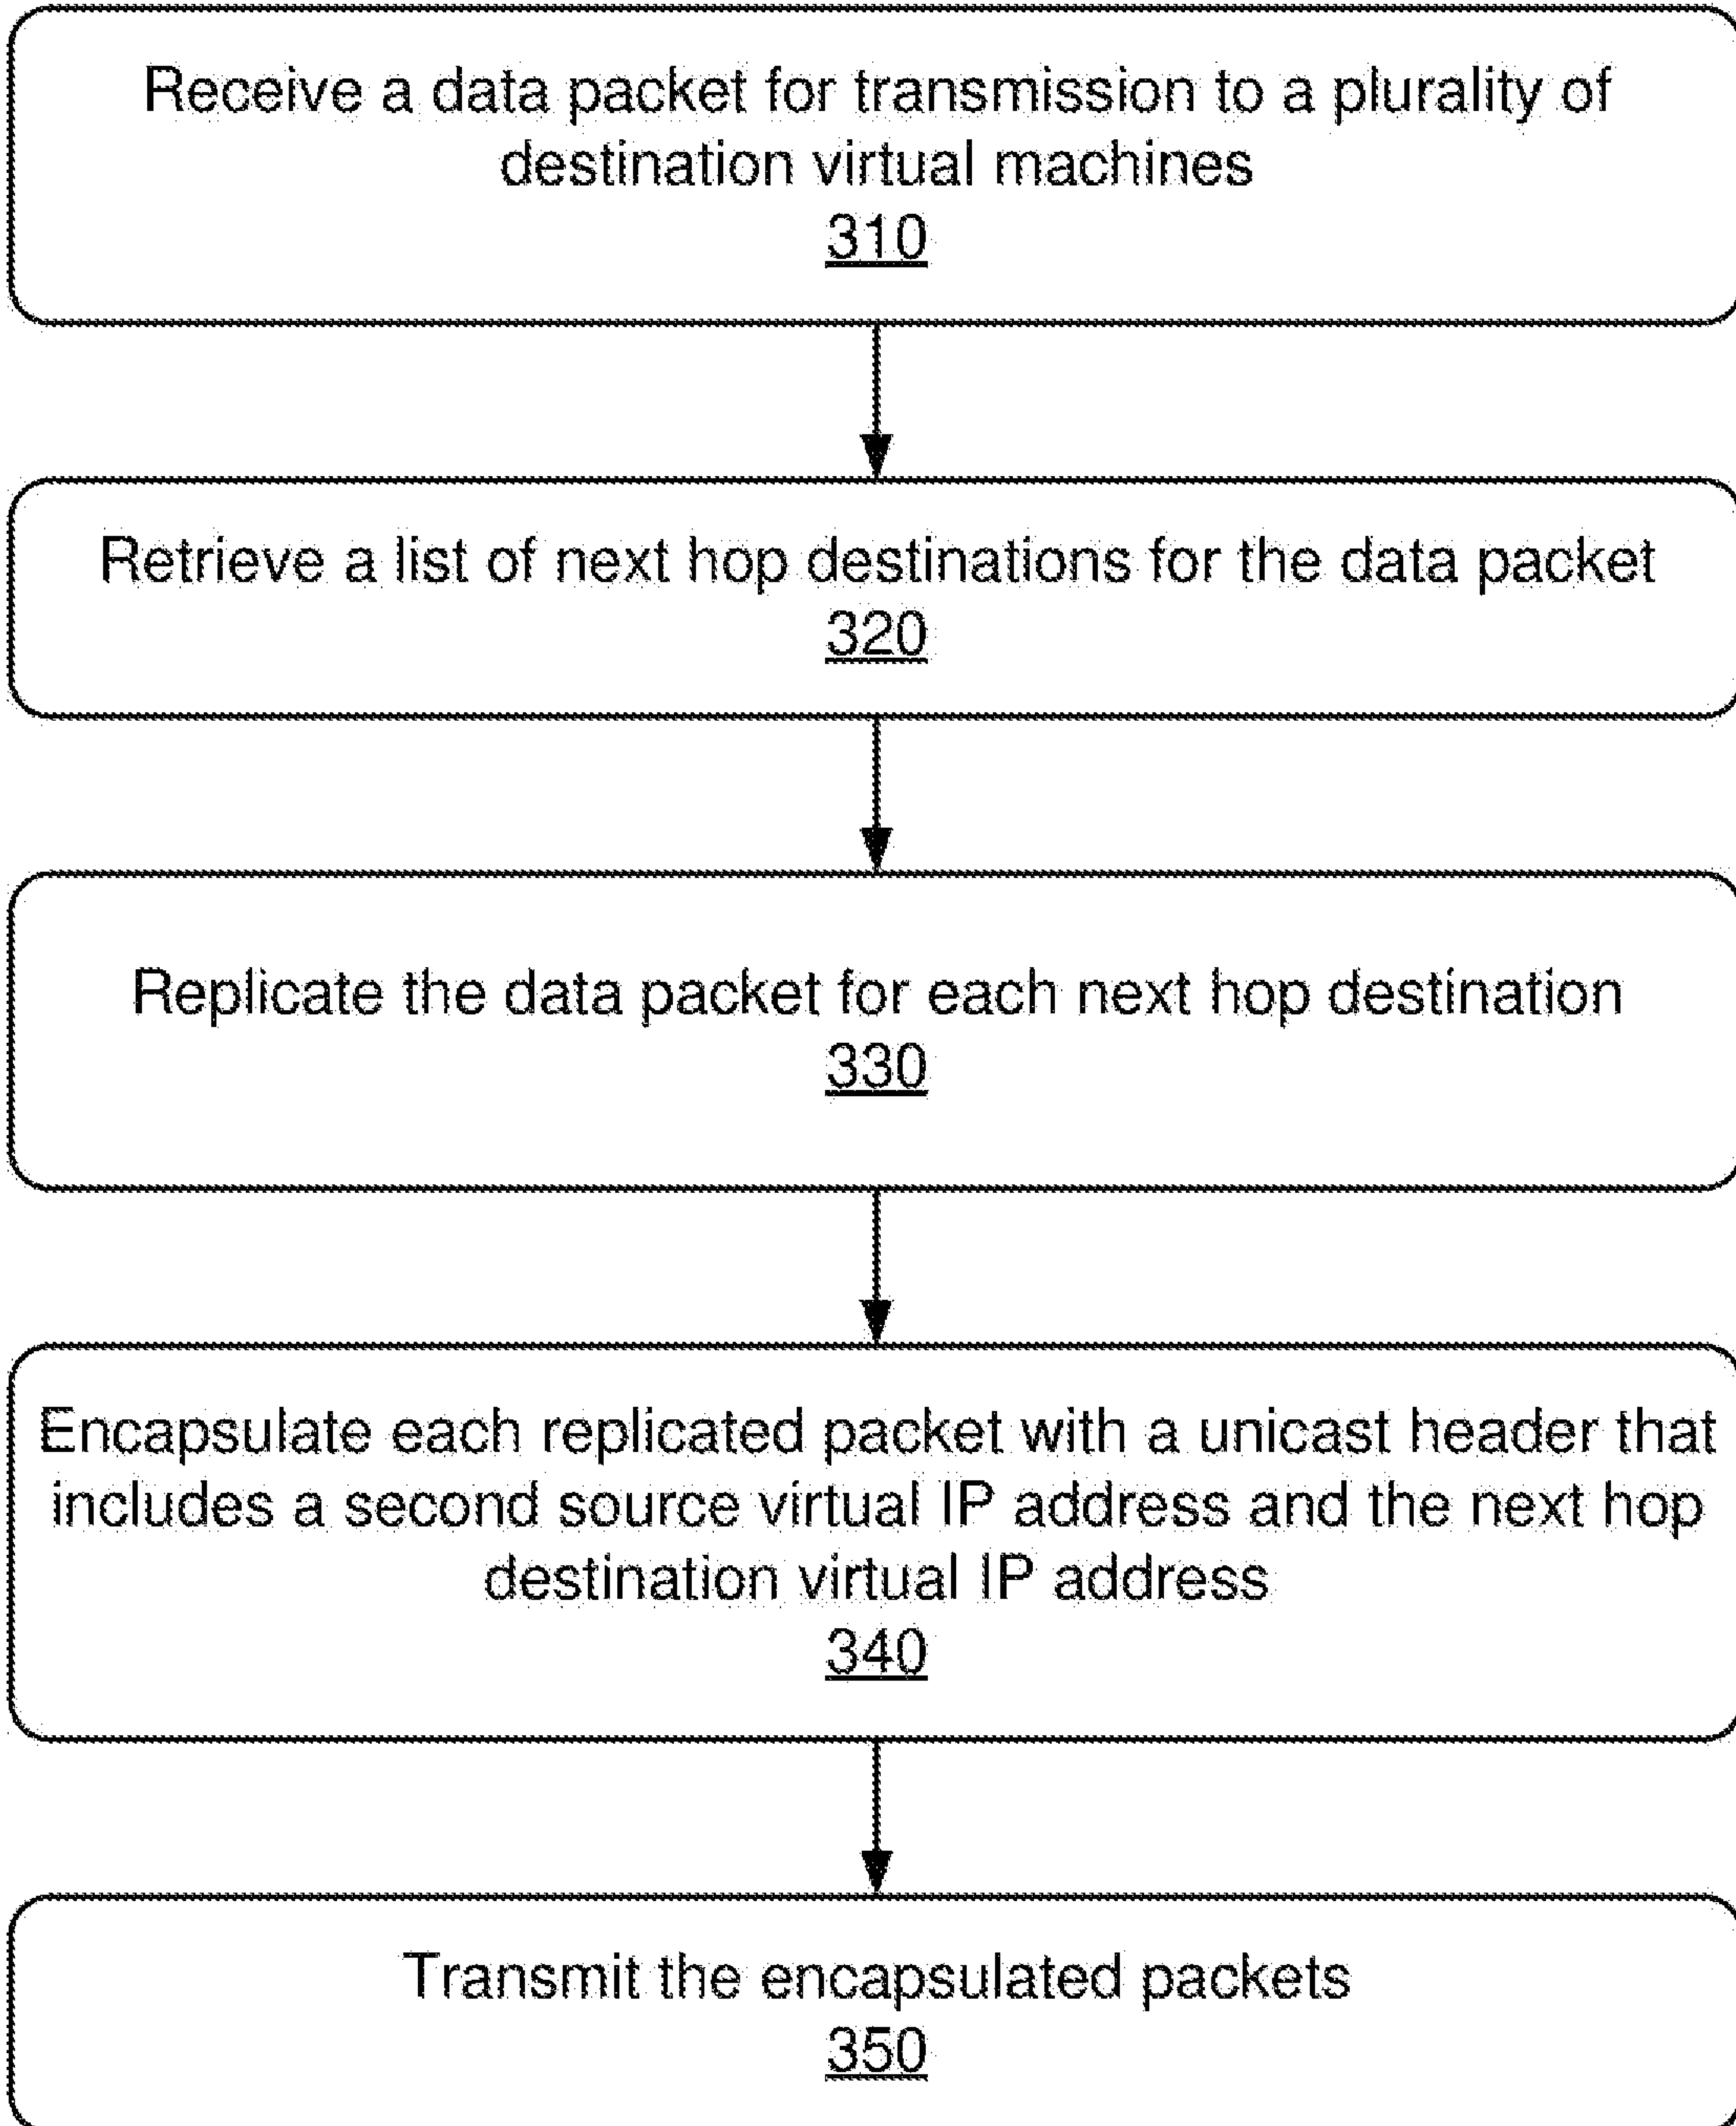 Receive a data packet for transmission to a plurality of
destination virtual machines
310
Retrieve a list of next hop destinations for the data packet
320
Replicate the data packet for each next hop destination
330
Encapsulate each replicated packet with a unicast header that
includes a second source virtual IP address and the next hop
destination virtual IP address
340
Transmit the encapsulated packets
350